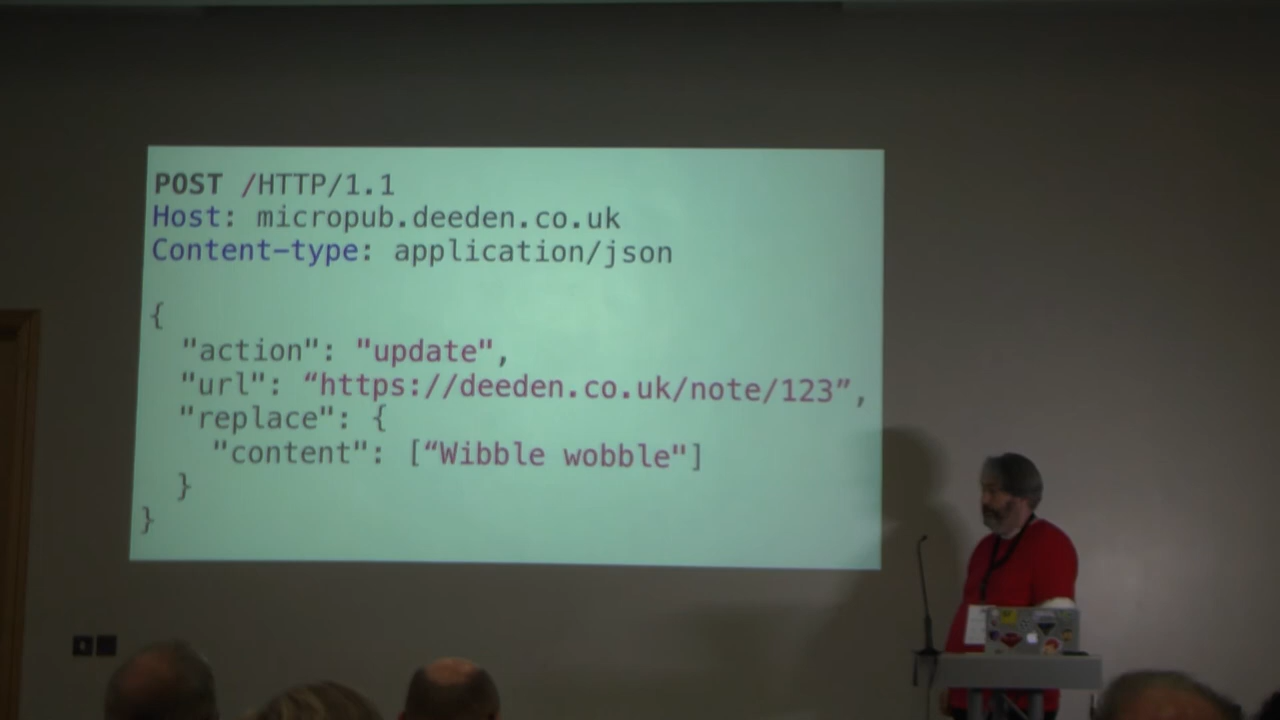 POST /HTTP/1.1
Host: micropub.deeden.co.uk
Content-type: application/json
{
"action": "update",
"url": “https://deeden.co.uk/note/123”,
"replace": {
"content": [“Wibble wobble"]
}
}